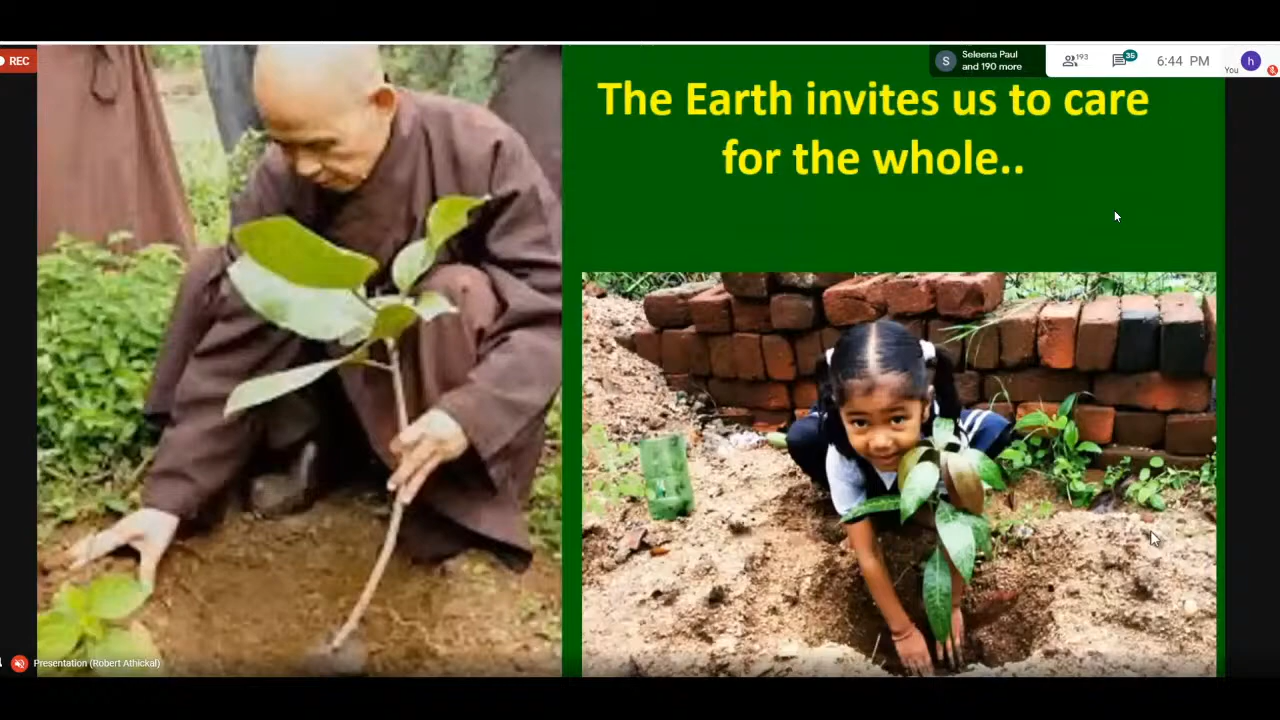 REC
Seleena Paul
and 190 more
193
35
6:44 PM
You
h
S
The Earth invites us to care
for the whole..
Presentation (Robert Athickal)